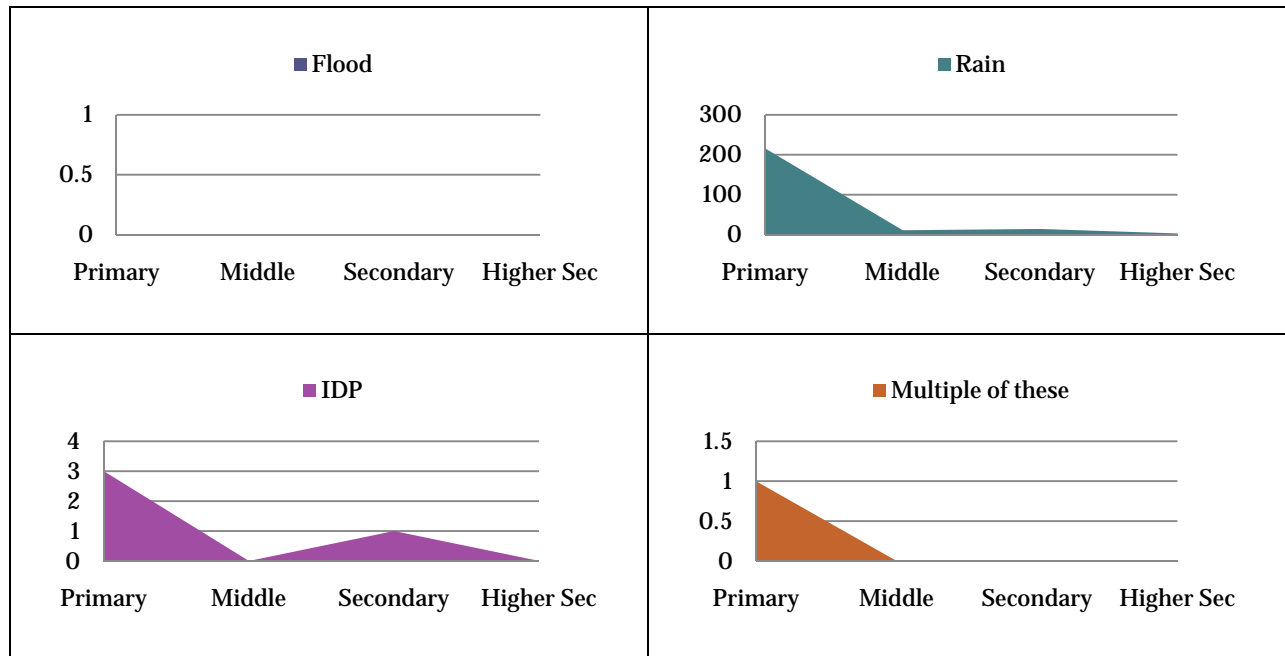 Flood
1
0.5
0
Primary Middle Secondary Higher Sec
Rain
300
200
100
0
Primary Middle Secondary Higher Sec
IDP
4
3
2
1
0
Primary Middle Secondary Higher Sec
Multiple of these
1.5
1
0.5
0
Primary Middle Secondary Higher Sec